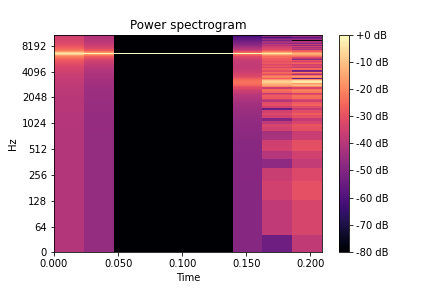 Power spectrogram
8192
4096
2048
1024
512
256
128
64
0
Hz
0.000 0.050 0.100 0.150 0.200
Time
+0 dB
-10 dB
-20 dB
-30 dB
-40 dB
-50 dB
-60 dB
-70 dB
-80 dB